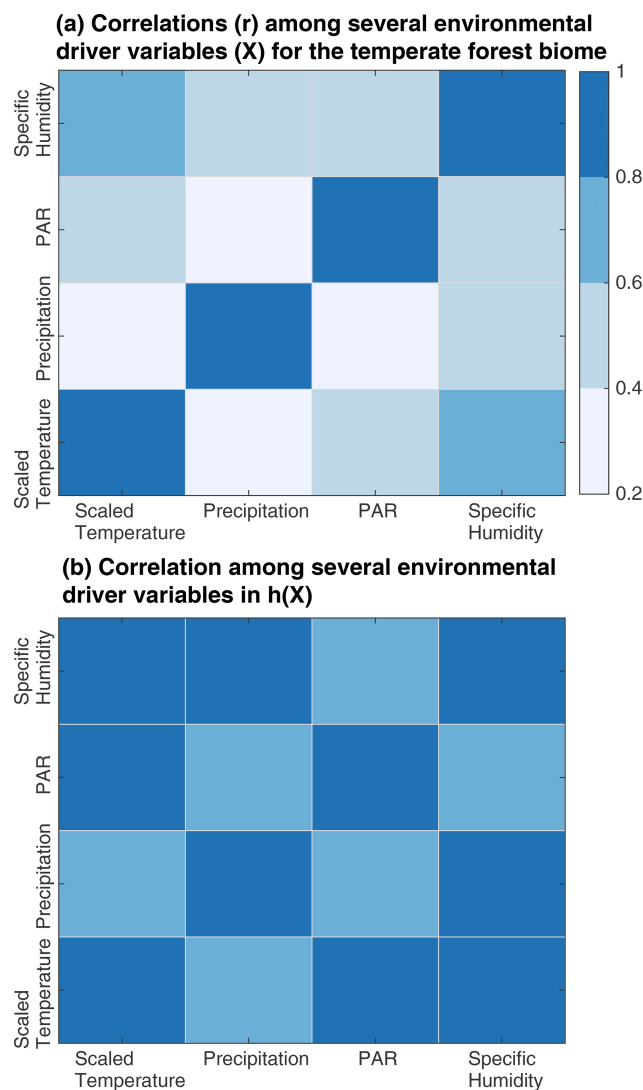 (a) Correlations (r) among several environmental
driver variables (X) for the temperate forest biome
Specific
Humidity
PAR
Precipitation
Scaled
Temperature
1
0.8
0.6
0.4
0.2
Scaled
Temperature
Precipitation
PAR
Specific
Humidity
(b) Correlation among several environmental
driver variables in h(X)
Specific
Humidity
PAR
Precipitation
Scaled
Temperature
Scaled
Temperature
Precipitation
PAR
Specific
Humidity